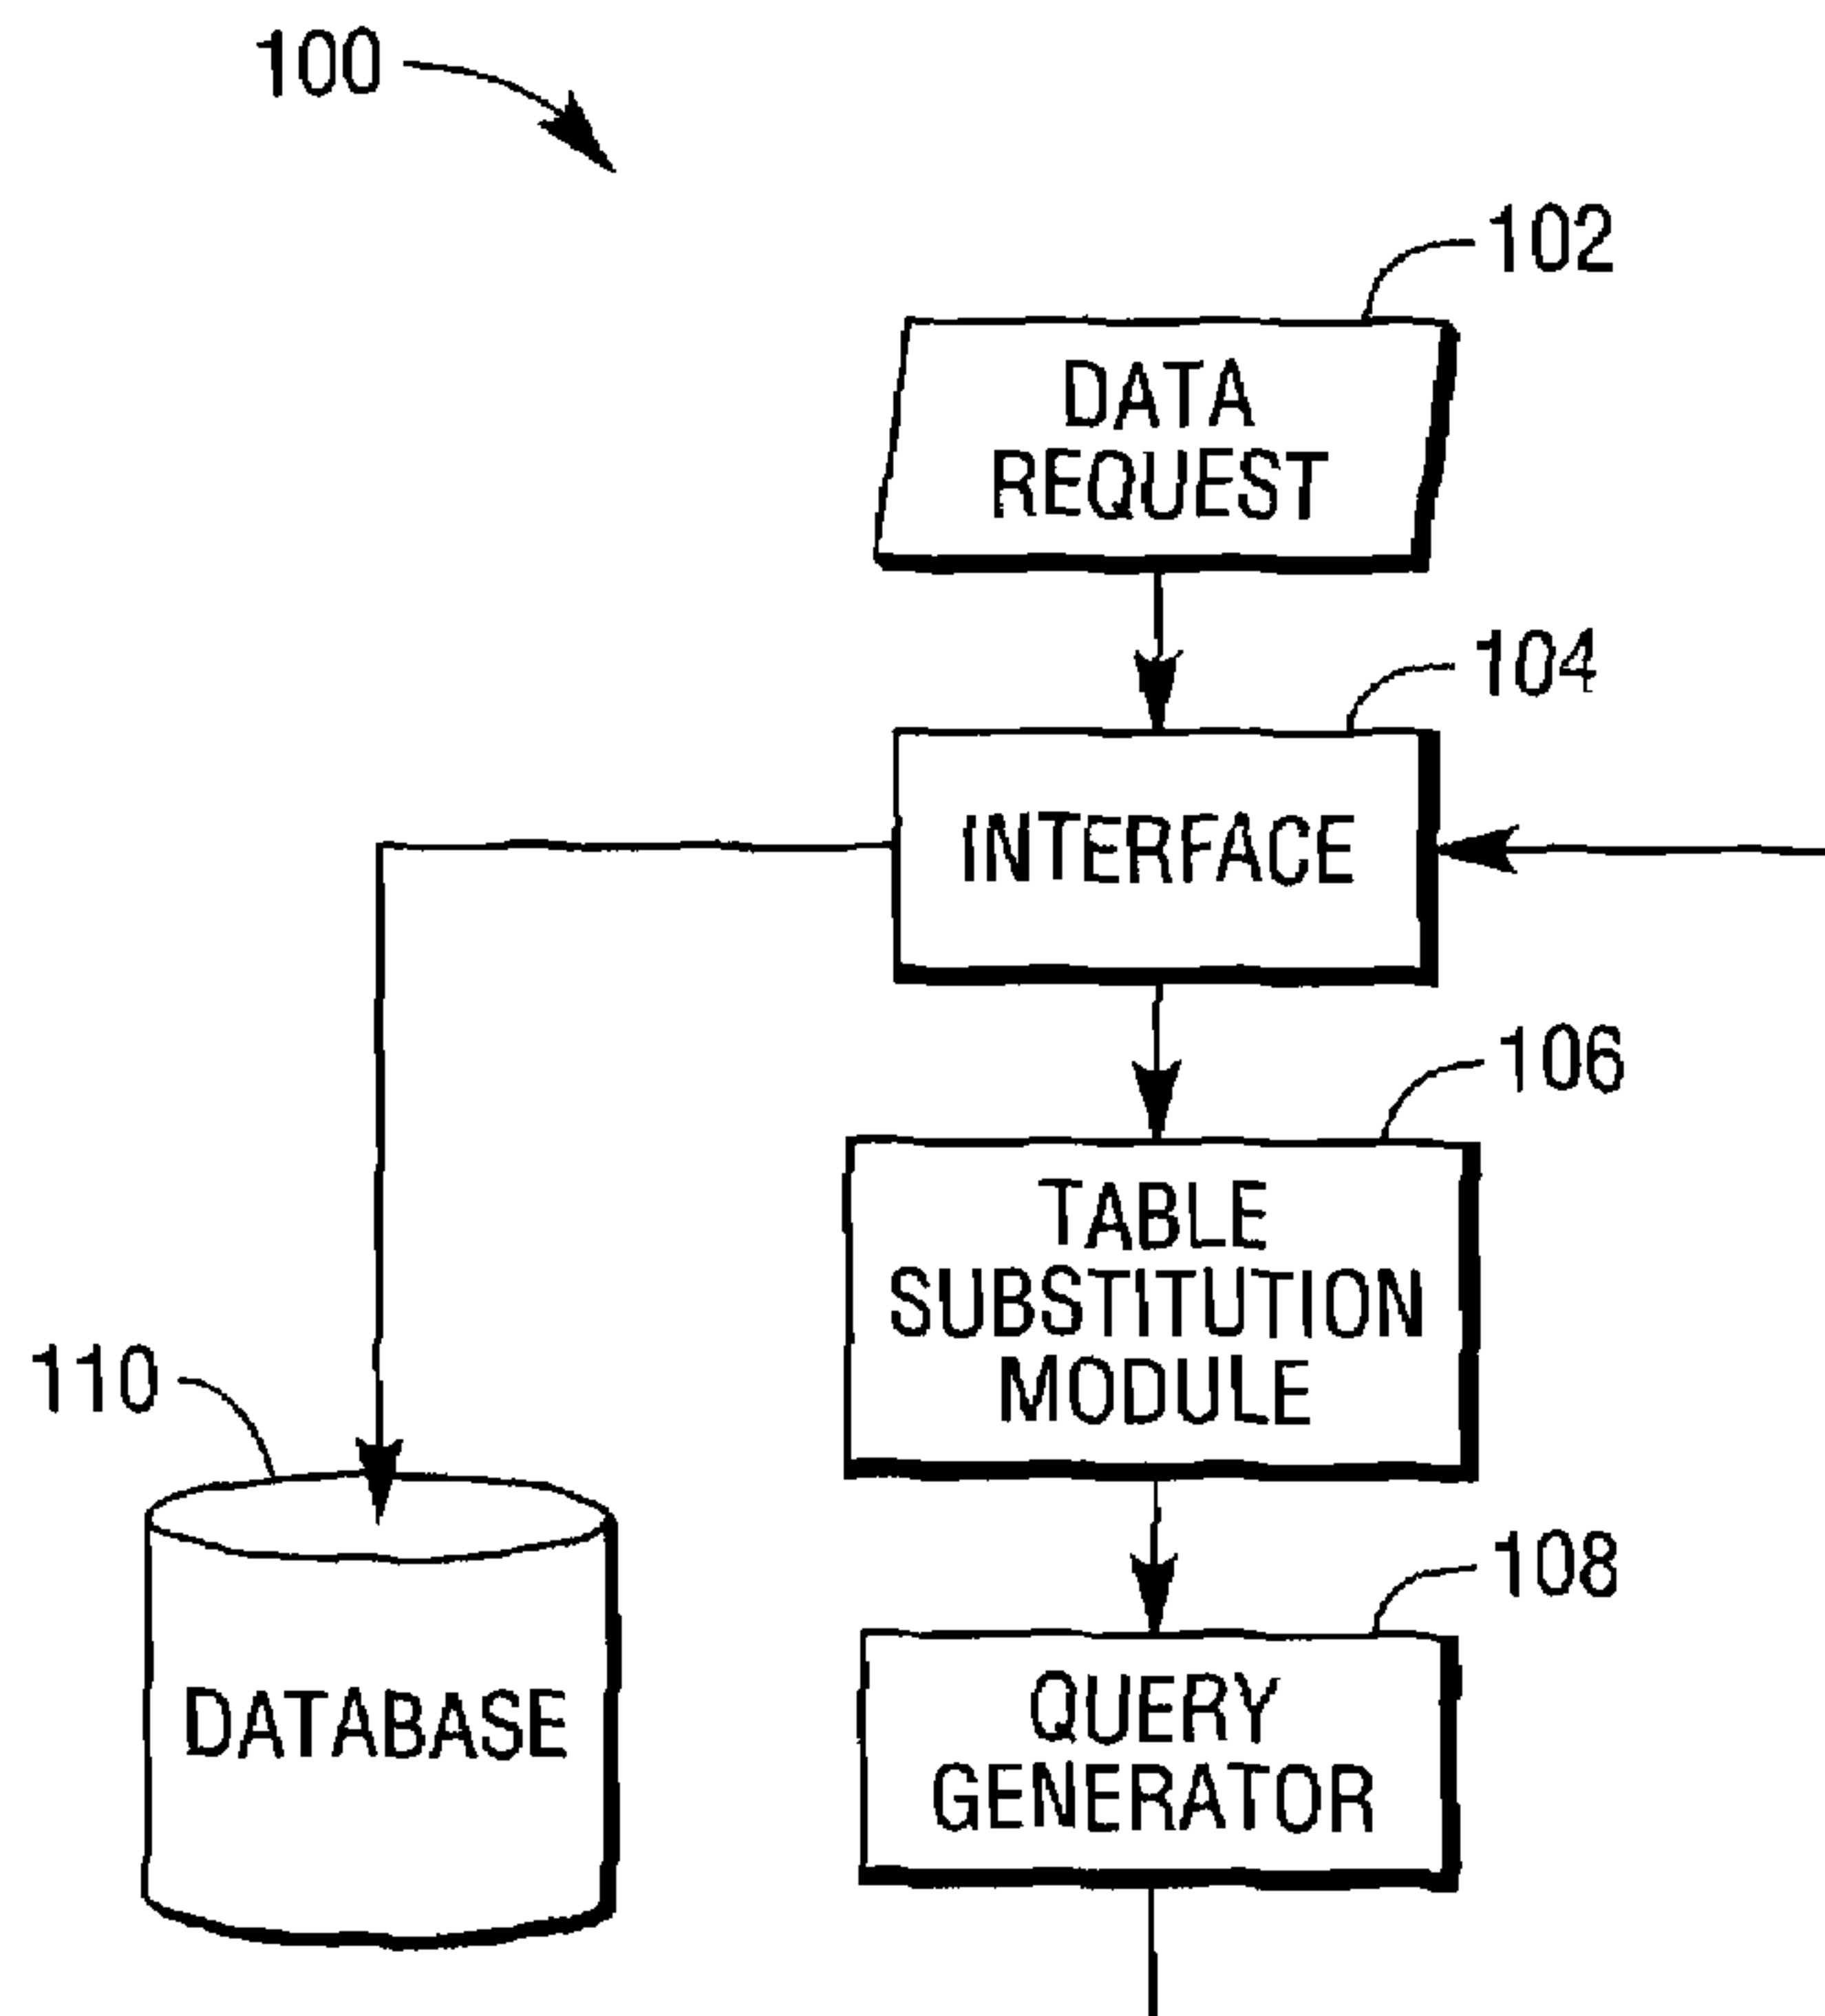 100
102
DATA
REQUEST
104
INTERFACE
106
TABLE
SUBSTITUTION
MODULE
110
108
DATABASE
QUERY
GENERATOR